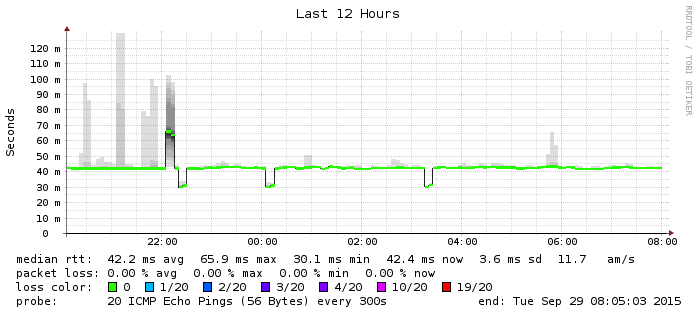 Last 12 Hours
RRDTOOL / TOBI OETIKER
Seconds
120 m
110 m
100 m
90 m
80 m
70 m
60 m
50 m
40 m
30 m
20 m
10 m
0
22:00 00:00 02:00 04:00 06:00 08:00
median rtt: 42.2 ms avg 65.9 ms max 30.1 ms min 42.4 ms now 3.6 ms sd 11.7 am/s
packet loss: 0.00 % avg 0.00 % max 0.00 % min 0.00 % now
loss color: 0 1/20 2/20 3/20 4/20 10/20 19/20
probe: 20 ICMP Echo Pings (56 Bytes) every 300s end: Tue Sep 29 08:05:03 2015